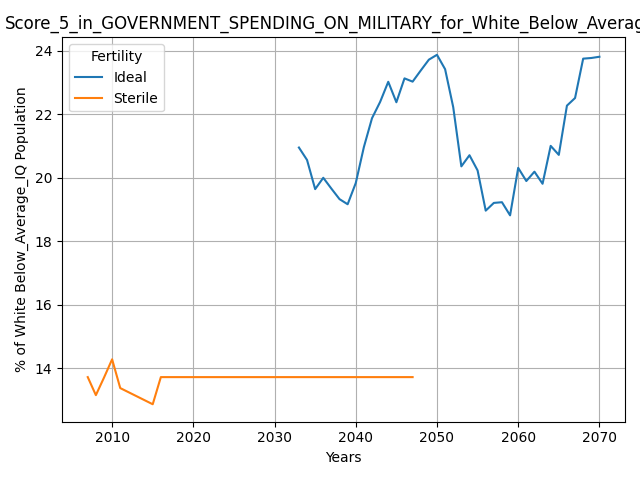 Score_5_in_GOVERNMENT_SPENDING_ON_MILITARY_for_White_Below_Averag
Fertility
Ideal
Sterile
% of White Below_Average_IQ Population
24
22
20
18
16
14
2010
2020
2030
2040
2050
2060
2070
Years